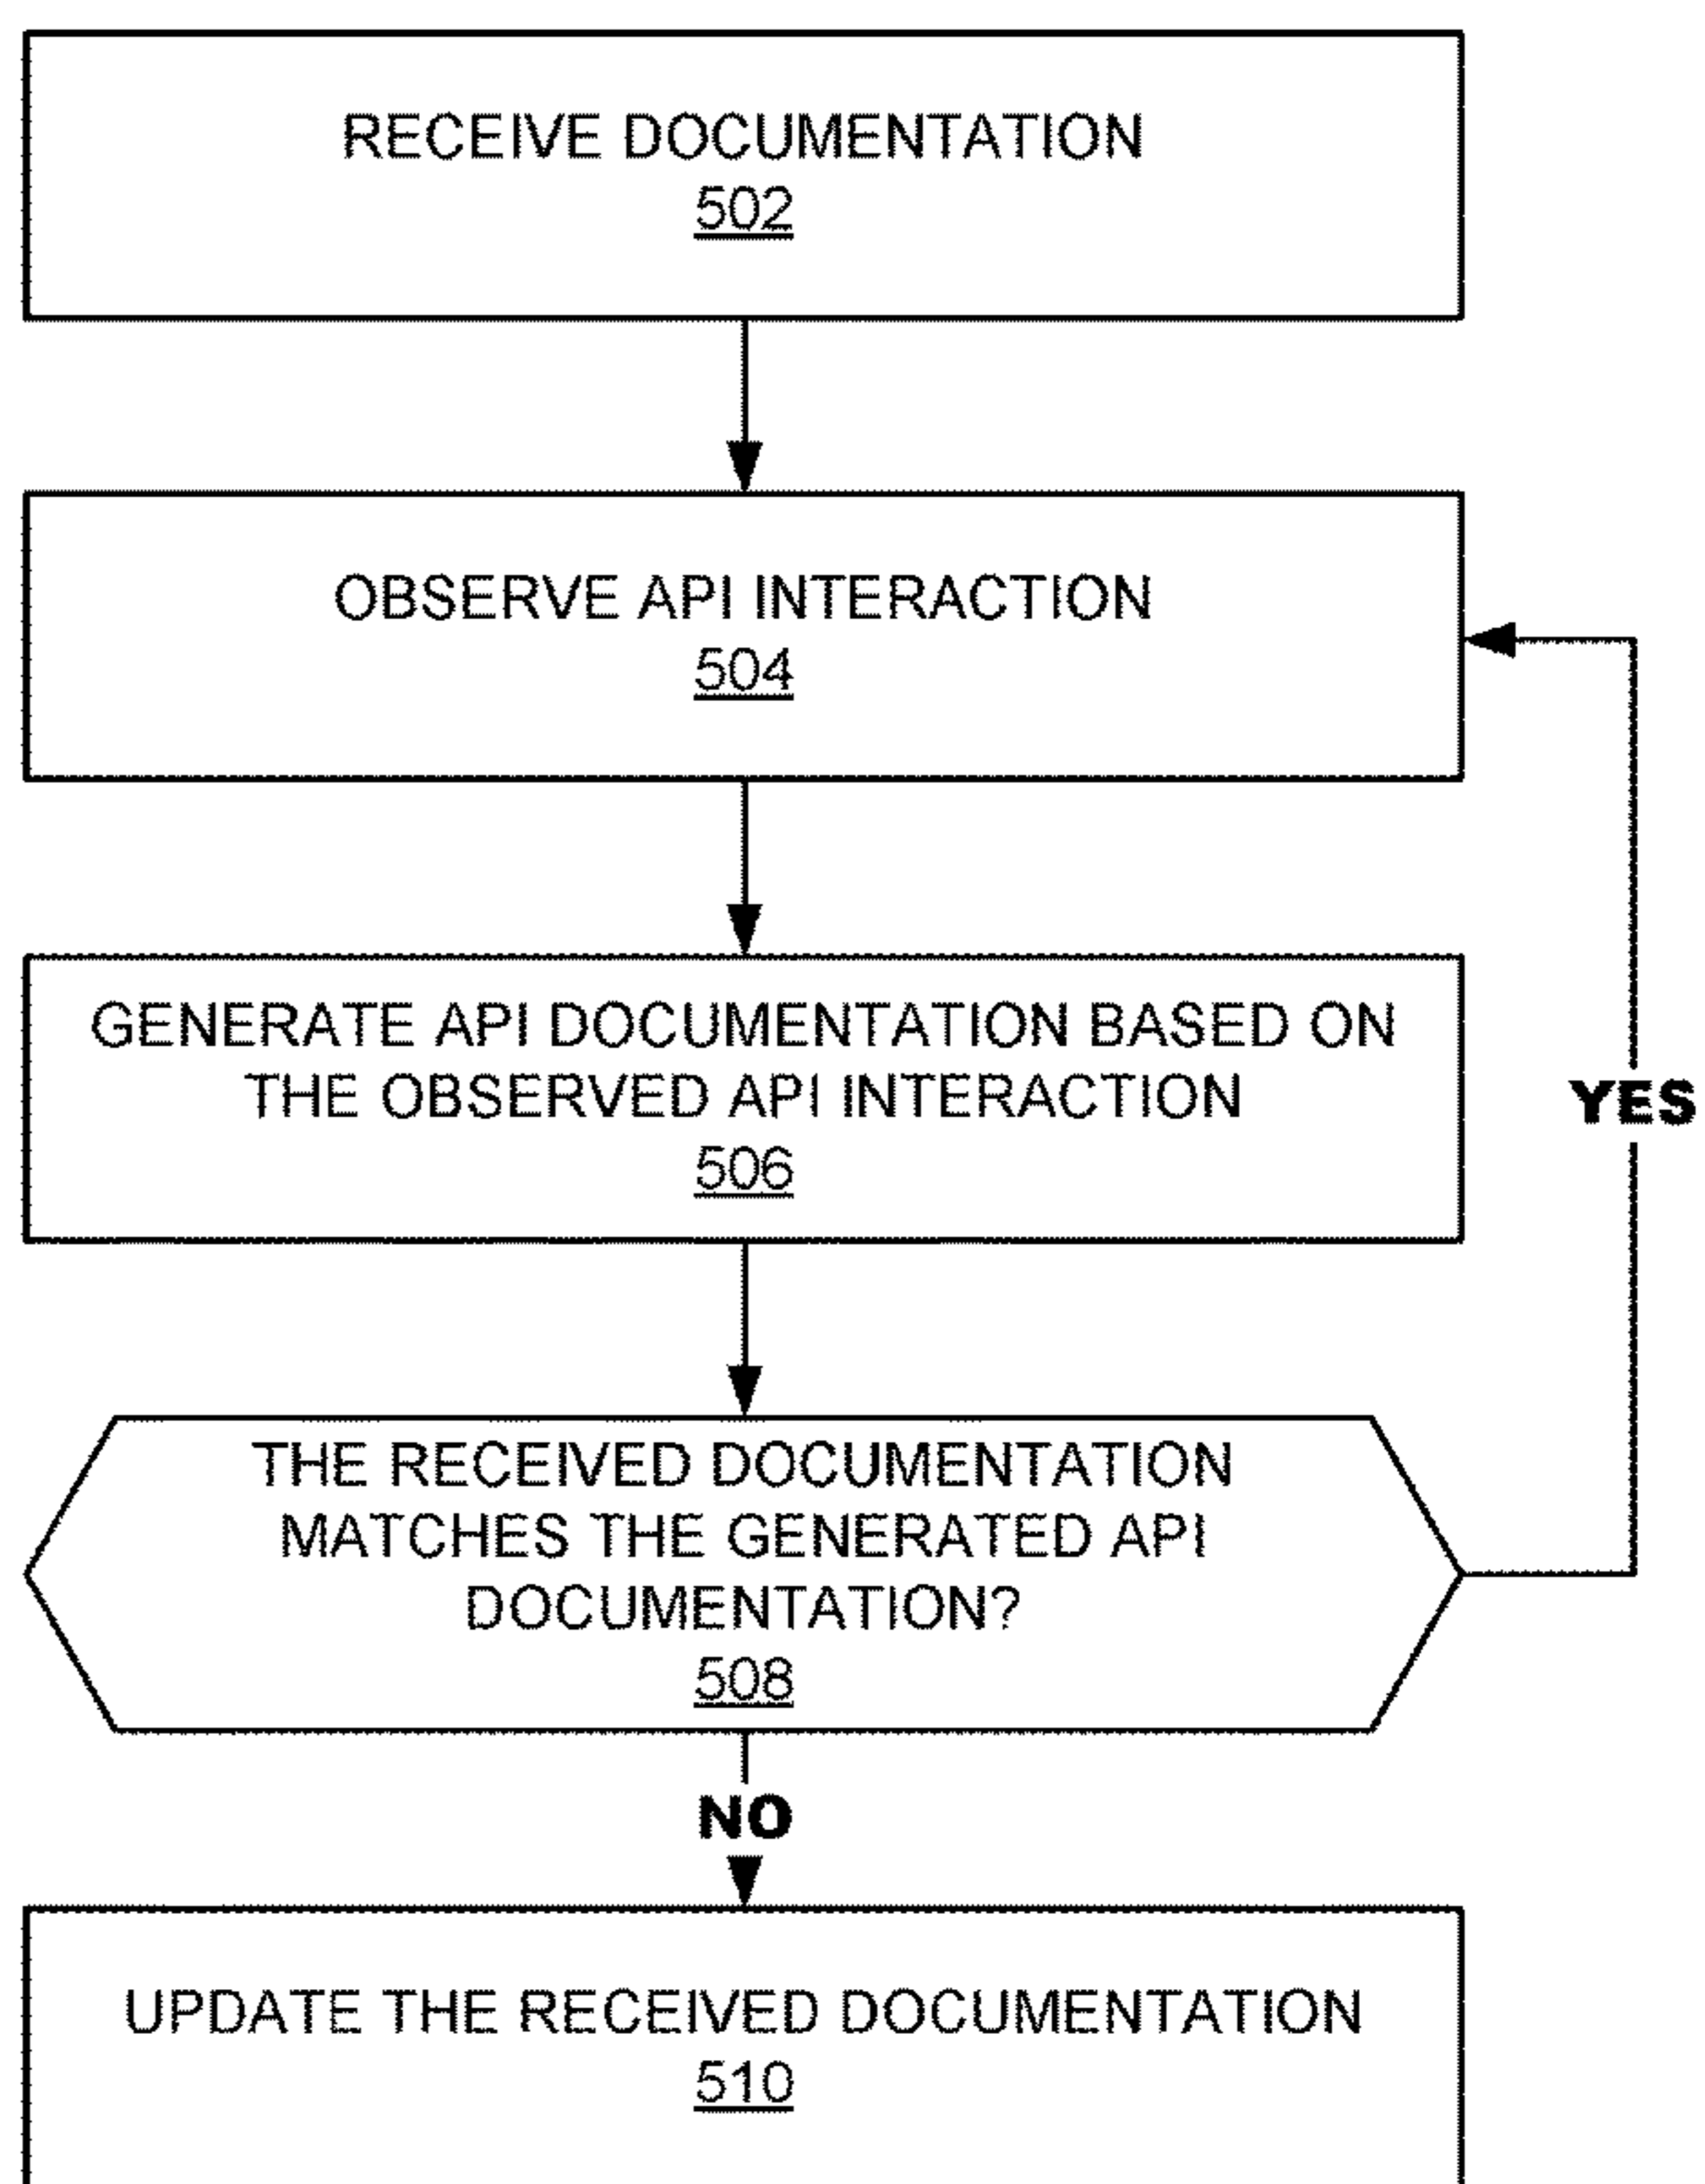 RECEIVE DOCUMENTATION
502
OBSERVE API INTERACTION
504
GENERATE API DOCUMENTATION BASED ON
THE OBSERVED API INTERACTION
506
YES
THE RECEIVED DOCUMENTATION
MATCHES THE GENERATED API
DOCUMENTATION?
508
NO
UPDATE THE RECEIVED DOCUMENTATION
510